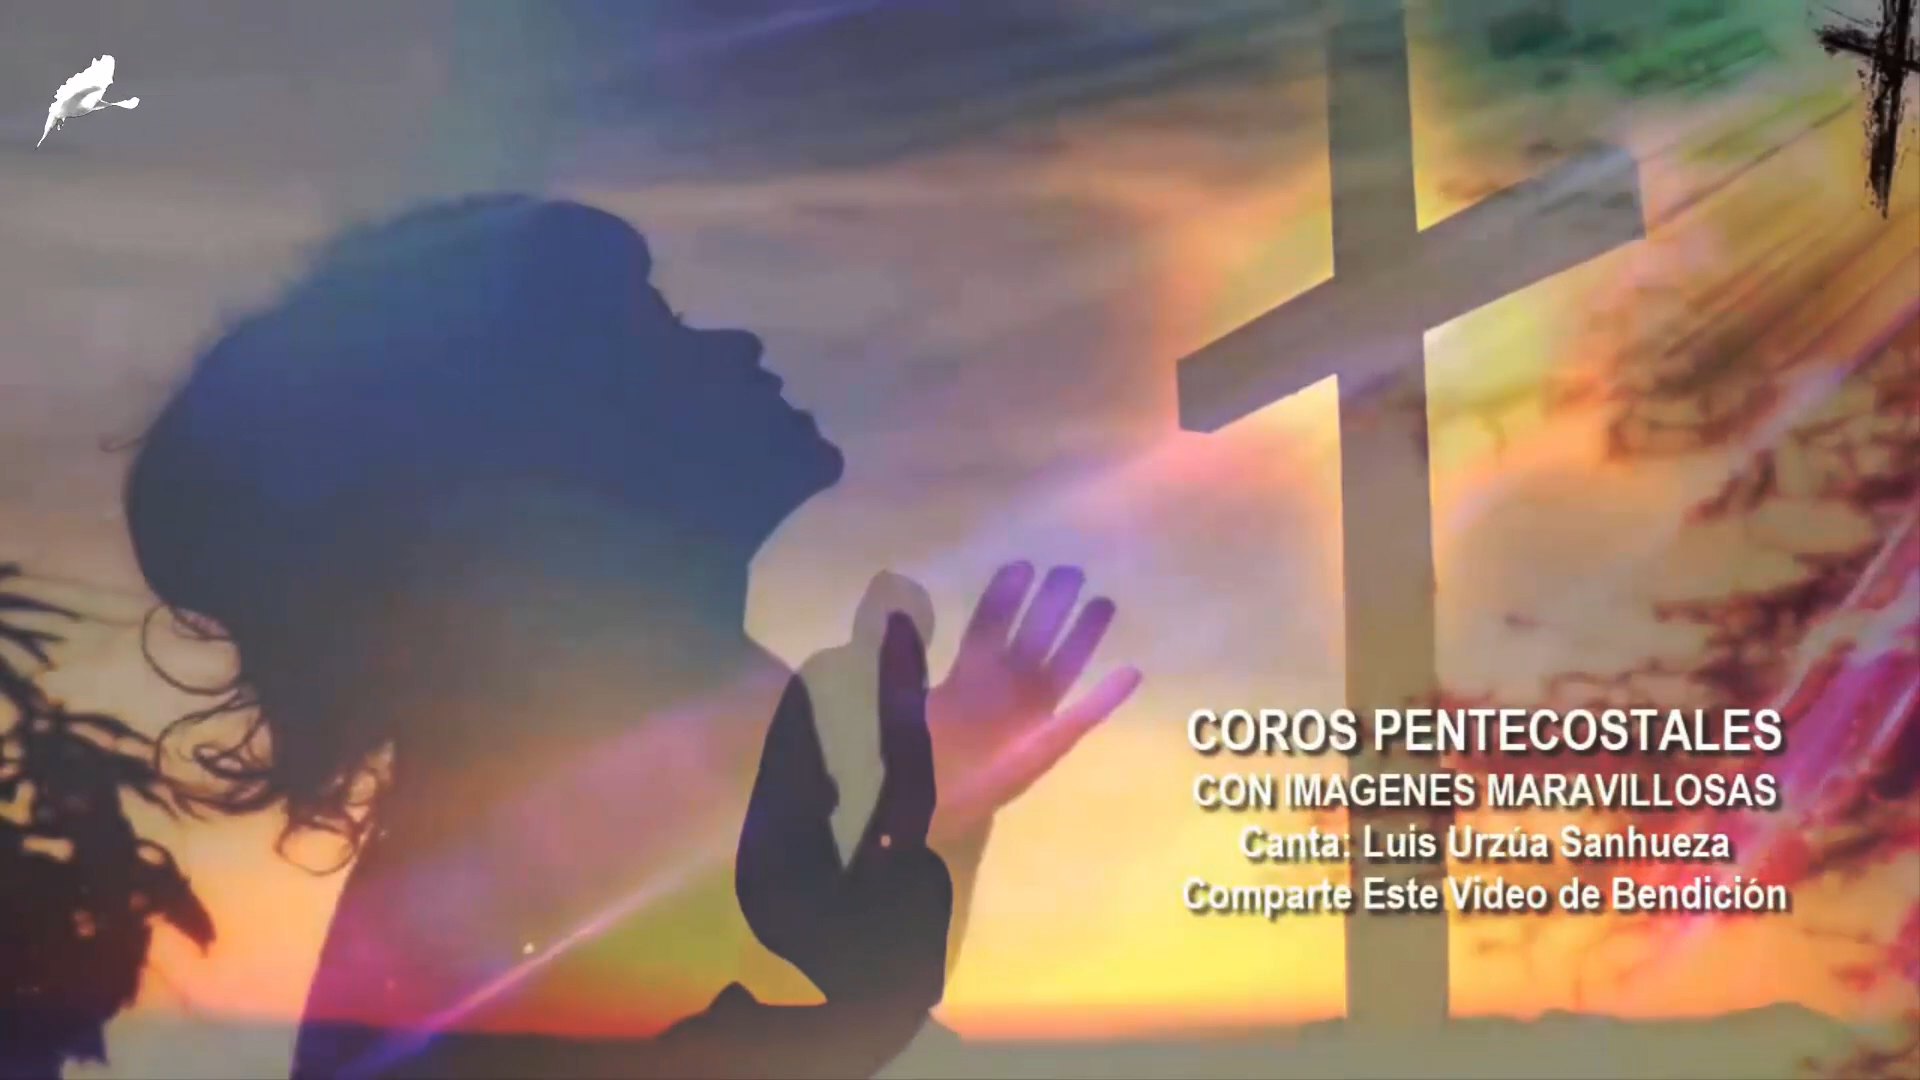 COROS PENTECOSTALES
CON IMAGENES MARAVILLOSAS
Canta: Luis Urzúa Sanhueza
Comparte Este Video de Bendición